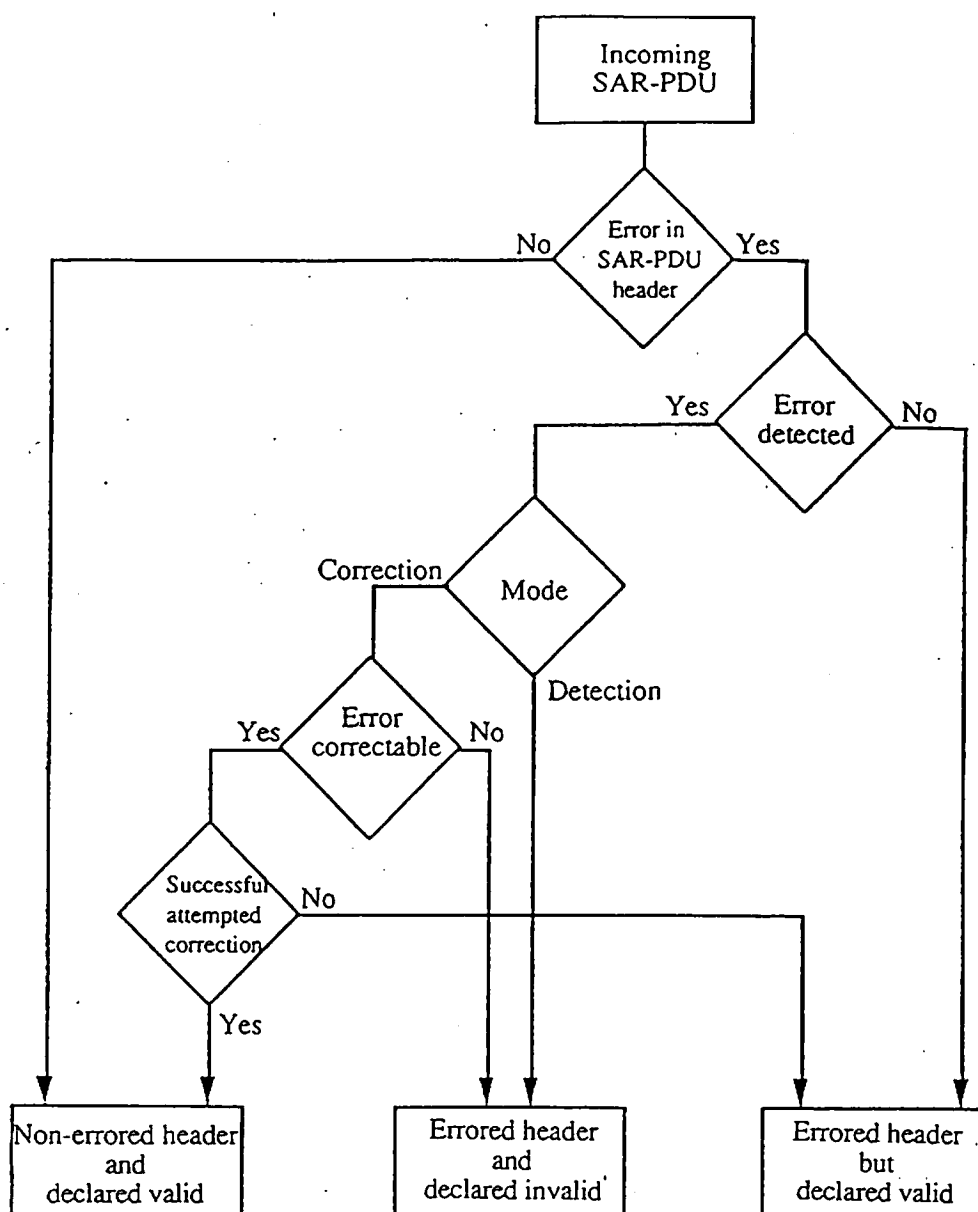 Incoming
SAR-PDU
Error in
SAR-PDU
header
No
Yes
Error
detected
Yes
No
Mode
Correction
Detection
Error
correctable
Yes
No
Successful
attempted
correction
No
Yes
Non-errored header
and
declared valid
Errored header
and
declared invalid
Errored header
but
declared valid